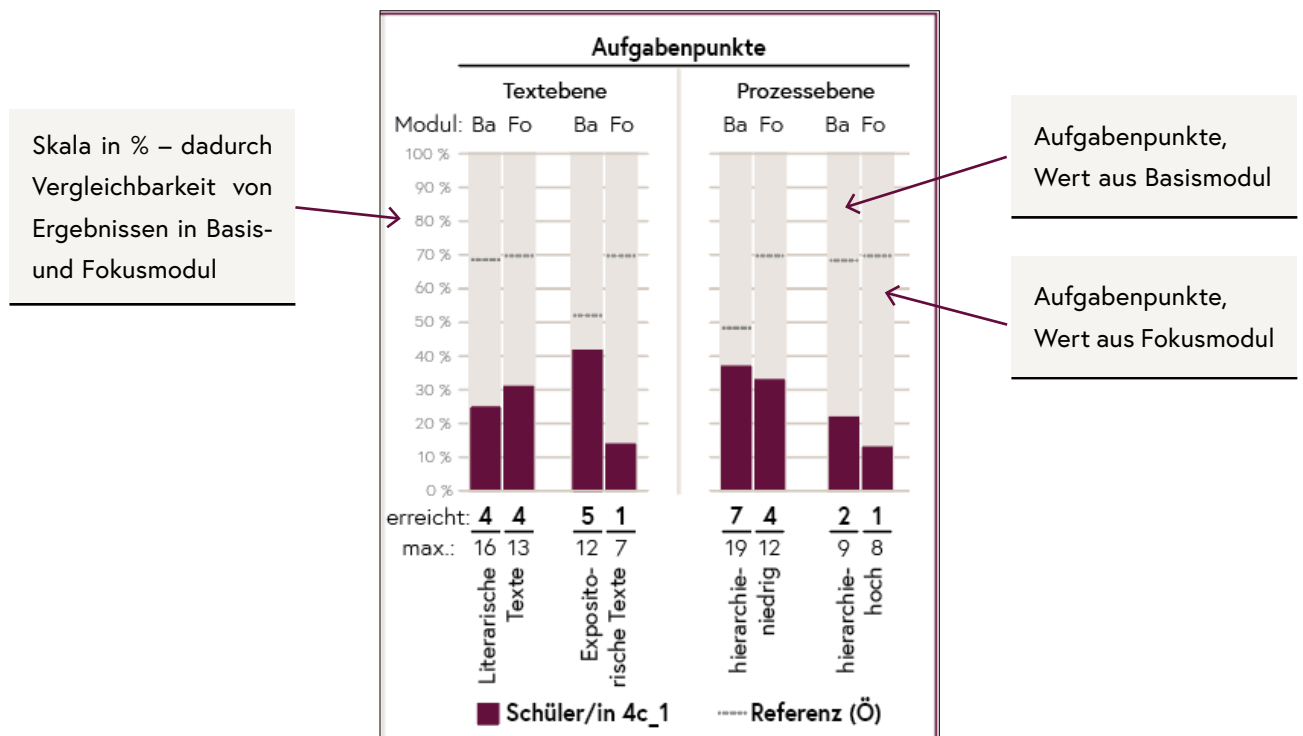 Aufgabenpunkte
Textebene
Prozessebene
Modul: Ba Fo Ba Fo Ba Fo Ba Fo
100 %
90 %
80 %
70 %
60 %
50 %
40 %
30 %
20 %
10 %
0 %
erreicht: 4 4 5 1 7 4 2 1
max.: 16 13 12 7 19 12 9 8
Literarische
Texte
Exposito-
rische Texte
hierarchie-
niedrig
hierarchie-
hoch
Schüler/in 4c_1
Referenz (Ö)
Skala in % – dadurch
Vergleichbarkeit von
Ergebnissen in Basis-
und Fokusmodul
Aufgabenpunkte,
Wert aus Basismodul
Aufgabenpunkte,
Wert aus Fokusmodul